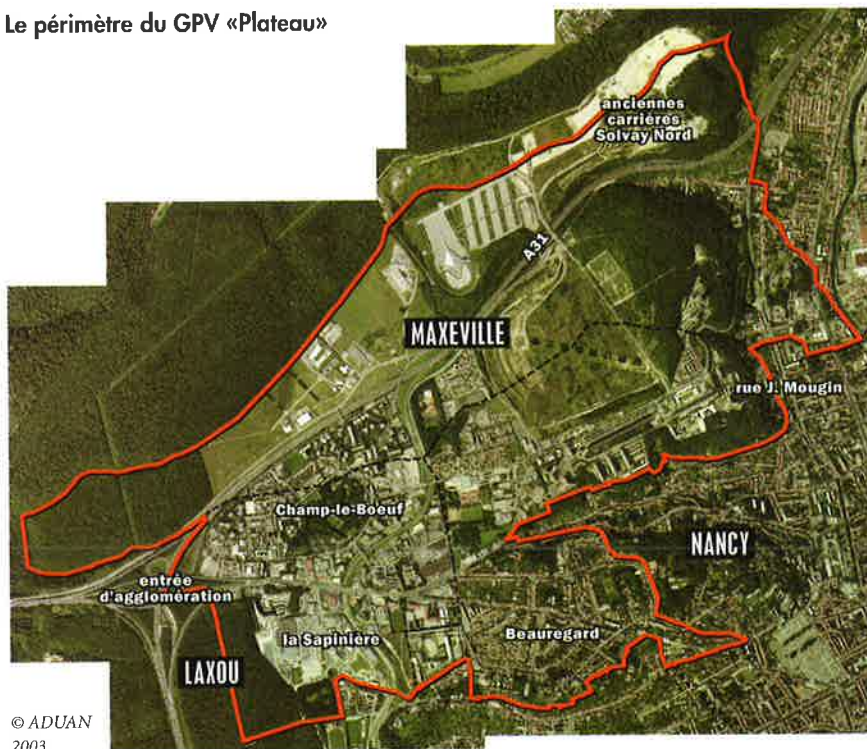 Le périmètre du GPV «Plateau»
anciennes
carrières
Solvay Nord
A31
MAXEVILLE
rue J. Mougin
Champ-le-Boeuf
NANCY
entrée
d'agglomération
la Sapinière
Beauregard
LAXOU
© ADUAN
2003